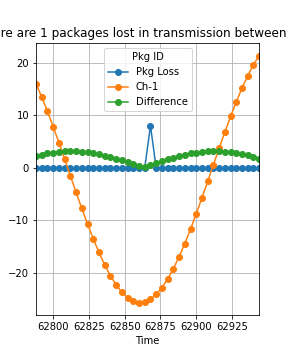 re are 1 packages lost in transmission between
Pkg ID
Pkg Loss
Ch-1
Difference
20
10
0
−10
−20
62800 62825 62850 62875 62900 62925
Time